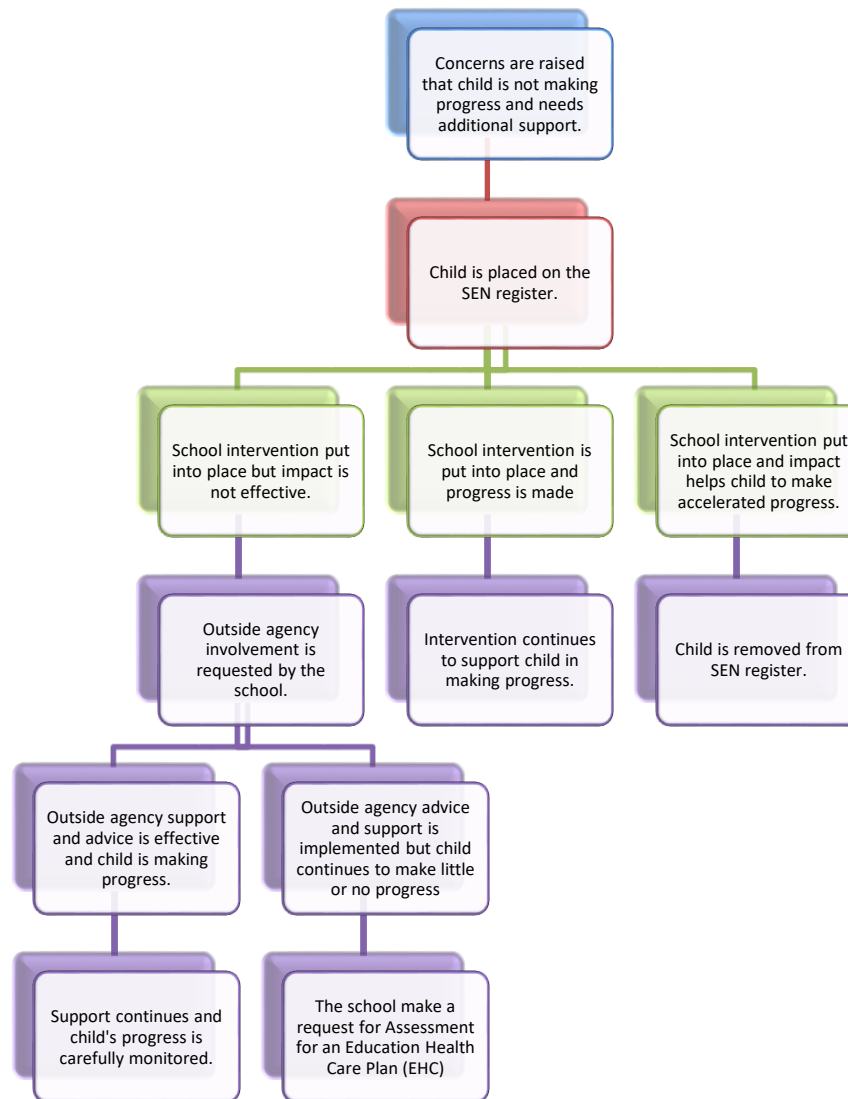 Concerns are raised
that child is not making
progress and needs
additional support.
Child is placed on the
SEN register.
School intervention put
into place but impact is
not effective.
School intervention is
put into place and
progress is made
School intervention put
into place and impact
helps child to make
accelerated progress.
Outside agency
involvement is
requested by the
school.
Intervention continues
to support child in
making progress.
Child is removed from
SEN register.
Outside agency support
and advice is effective
and child is making
progress.
Outside agency advice
and support is
implemented but child
continues to make little
or no progress
Support continues and
child's progress is
carefully monitored.
The school make a
request for Assessment
for an Education Health
Care Plan (EHC)